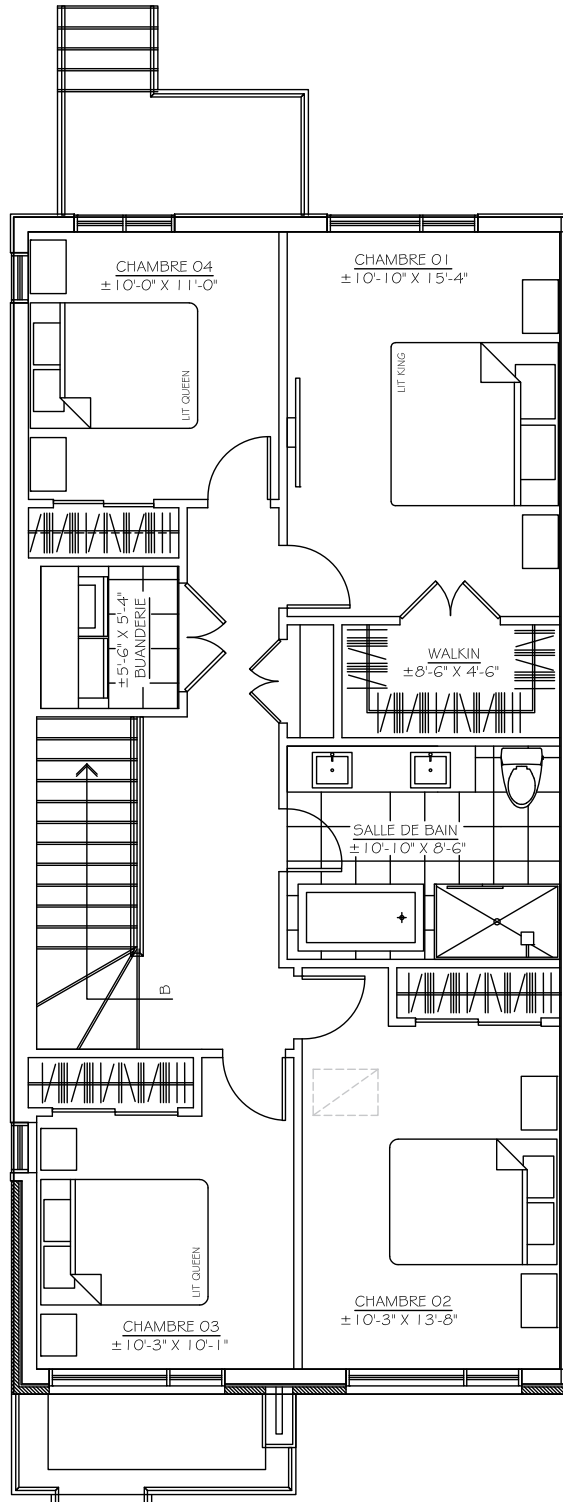 CHAMBRE 04
±10'-0" X 11'-0"
CHAMBRE 01
±10'-10" X 15'-4"
LIT QUEEN
LIT KING
BUANDERIE
±5'-6" X 5'-4"
WALKIN
±8'-6" X 4'-6"
SALLE DE BAIN
±10'-10" X 8'-6"
B
LIT QUEEN
CHAMBRE 03
±10'-3" X 10'-1"
CHAMBRE 02
±10'-3" X 13'-8"